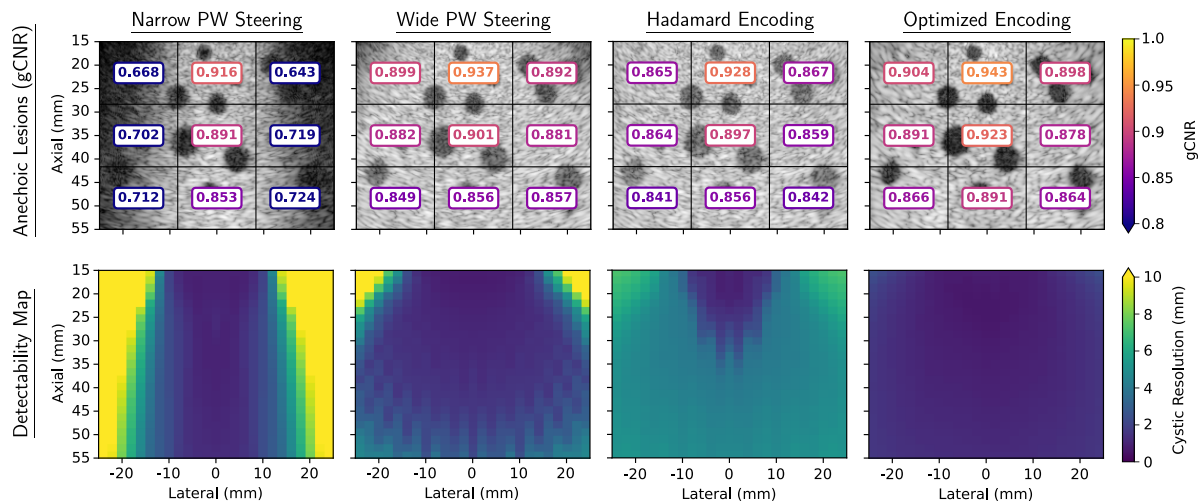 Narrow PW Steering
Wide PW Steering
Hadamard Encoding
Optimized Encoding
Anechoic Lesions (gCNR)
Axial (mm)
15
20
25
30
35
40
45
50
55
0.668 0.916 0.643
0.702 0.891 0.719
0.712 0.853 0.724
0.899 0.937 0.892
0.882 0.901 0.881
0.849 0.856 0.857
0.865 0.928 0.867
0.864 0.897 0.859
0.841 0.856 0.842
0.904 0.943 0.898
0.891 0.923 0.878
0.866 0.891 0.864
1.0
0.95
0.9
0.85
0.8
gCNR
Detectability Map
Axial (mm)
15
20
25
30
35
40
45
50
55
-20 -10 0 10 20
Lateral (mm)
-20 -10 0 10 20
Lateral (mm)
-20 -10 0 10 20
Lateral (mm)
-20 -10 0 10 20
Lateral (mm)
10
8
6
4
2
0
Cystic Resolution (mm)